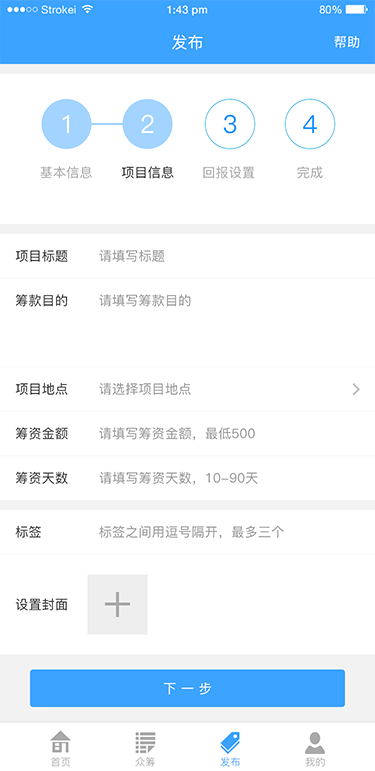 Strokei 1:43 pm 80%
发布 帮助
1 2 3 4
基本信息 项目信息 回报设置 完成
项目标题 请填写标题
筹款目的 请填写筹款目的
项目地点 请选择项目地点
筹资金额 请填写筹资金额，最低500
筹资天数 请填写筹资天数，10-90天
标签 标签之间用逗号隔开，最多三个
设置封面
下一步
首页 众筹 发布 我的